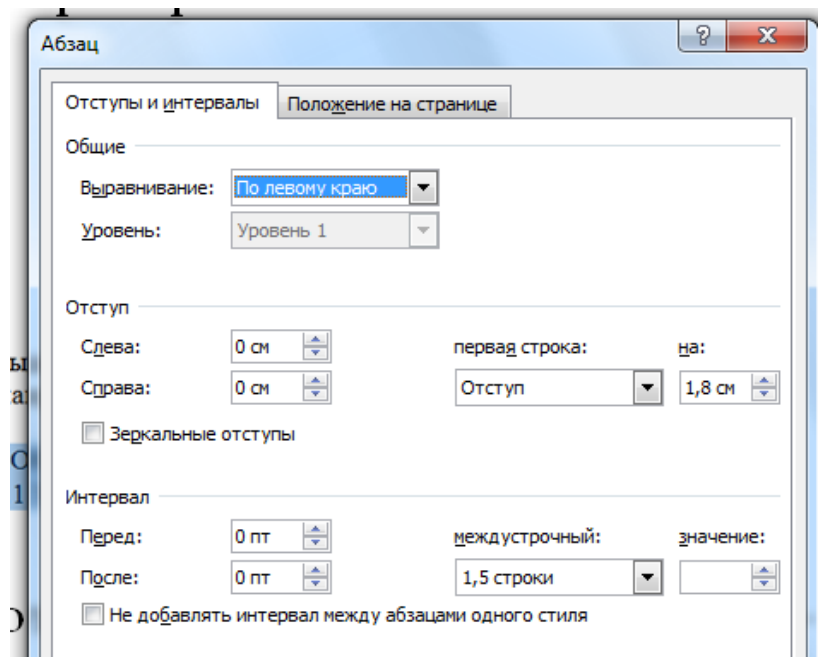 Абзац
Отступы и интервалы Положение на странице
Общие
Выравнивание: По левому краю
Уровень: Уровень 1
Отступ
Слева: 0 см первая строка: на:
Справа: 0 см Отступ 1,8 см
Зеркальные отступы
Интервал
Перед: 0 пт междустрочный: значение:
После: 0 пт 1,5 строки
Не добавлять интервал между абзацами одного стиля